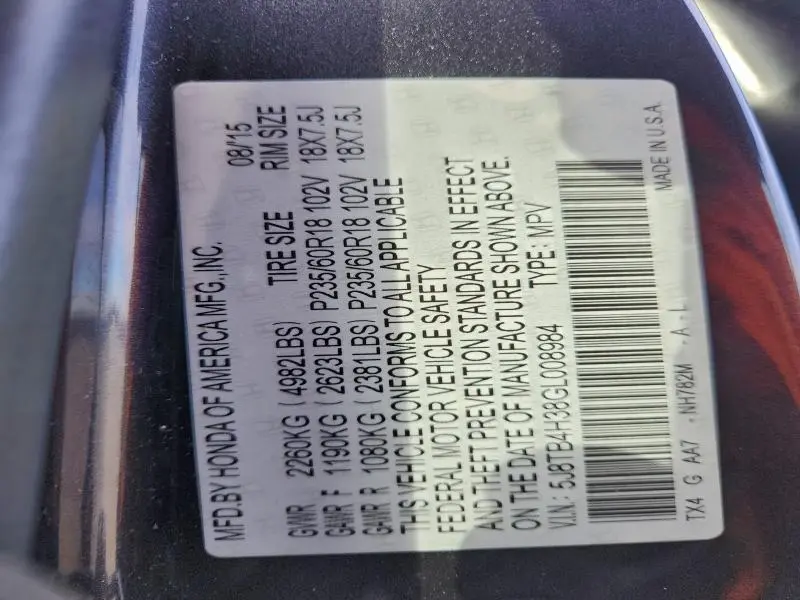 MFD.BY HONDA OF AMERICA MFG.,INC. 08/15
GVWR 2260KG ( 4982LBS) TIRE SIZE RIM SIZE
GAWR F 1190KG ( 2623LBS) P235/60R18 102V 18X7.5J
GAWR R 1080KG ( 2381LBS) P235/60R18 102V 18X7.5J
THIS VEHICLE CONFORMS TO ALL APPLICABLE
FEDERAL MOTOR VEHICLE SAFETY
AND THEFT PREVENTION STANDARDS IN EFFECT
ON THE DATE OF MANUFACTURE SHOWN ABOVE.
V.I.N.: 5J8TB4H38GL008984 TYPE: MPV
TX4 G AA7 -NH782M -A -L MADE IN U.S.A.